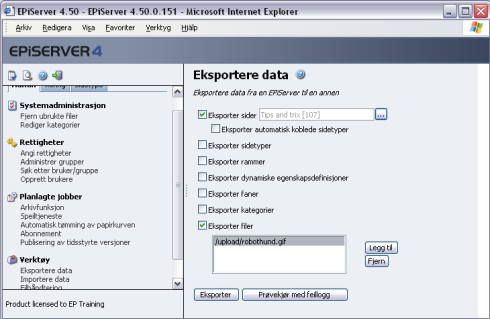 EPiServer 4.50 - EPiServer 4.50.0.151 - Microsoft Internet Explorer
Arkiv Redigera Visa Favoriter Verktyg Hjälp
EPiSERVER 4
Systemadministrasjon
Fjern ubrukte filer
Rediger kategorier
Rettigheter
Angi rettigheter
Administrer grupper
Søk etter bruker/gruppe
Opprett brukere
Planlagte jobber
Arkivfunksjon
Speiltjeneste
Automatisk tømming av papirkurven
Abonnement
Publisering av tidsstyrte versjoner
Verktøy
Eksportere data
Importere data
Filhåndtering
Product licensed to EP Training
Eksportere data
Eksportere data fra en EPiServer til en annen
Eksporter sider Tips and trix [107] ...
Eksporter automatisk koblede sidetyper
Eksporter sidetyper
Eksporter rammer
Eksporter dynamiske egenskapsdefinisjoner
Eksporter faner
Eksporter kategorier
Eksporter filer
/upload/robothund.gif
Legg til
Fjern
Eksporter Prøvekjør med feillogg